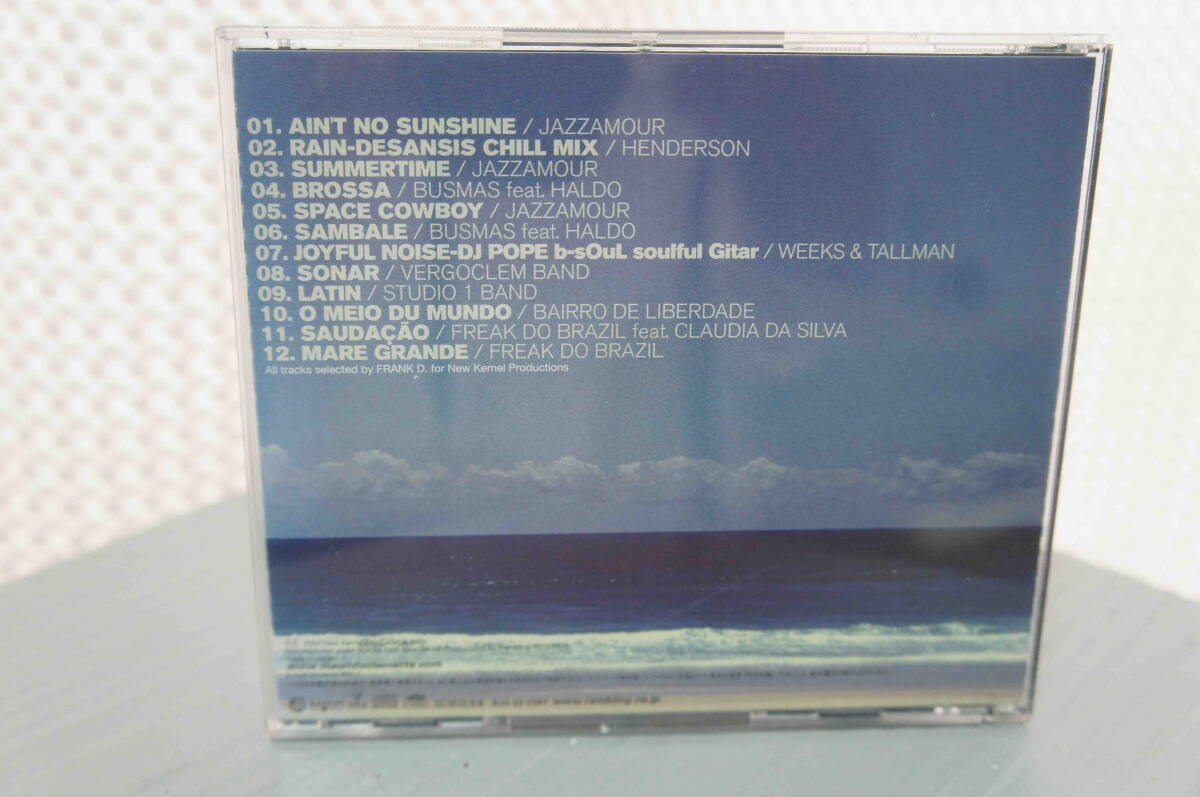 01. AIN'T NO SUNSHINE / JAZZAMOUR
02. RAIN-DESANSIS CHILL MIX / HENDERSON
03. SUMMERTIME / JAZZAMOUR
04. BROSSA / BUSMAS feat. HALDO
05. SPACE COWBOY / JAZZAMOUR
06. SAMBALE / BUSMAS feat. HALDO
07. JOYFUL NOISE-DJ POPE b-sOuL soulful Gitar / WEEKS & TALLMAN
08. SONAR / VERGOCLEM BAND
09. LATIN / STUDIO 1 BAND
10. O MEIO DU MUNDO / BAIRRO DE LIBERDADE
11. SAUDAÇÃO / FREAK DO BRAZIL feat. CLAUDIA DA SILVA
12. MARE GRANDE / FREAK DO BRAZIL
All tracks selected by FRANK D. for New Kernel Productions
www.rambling.ne.jp